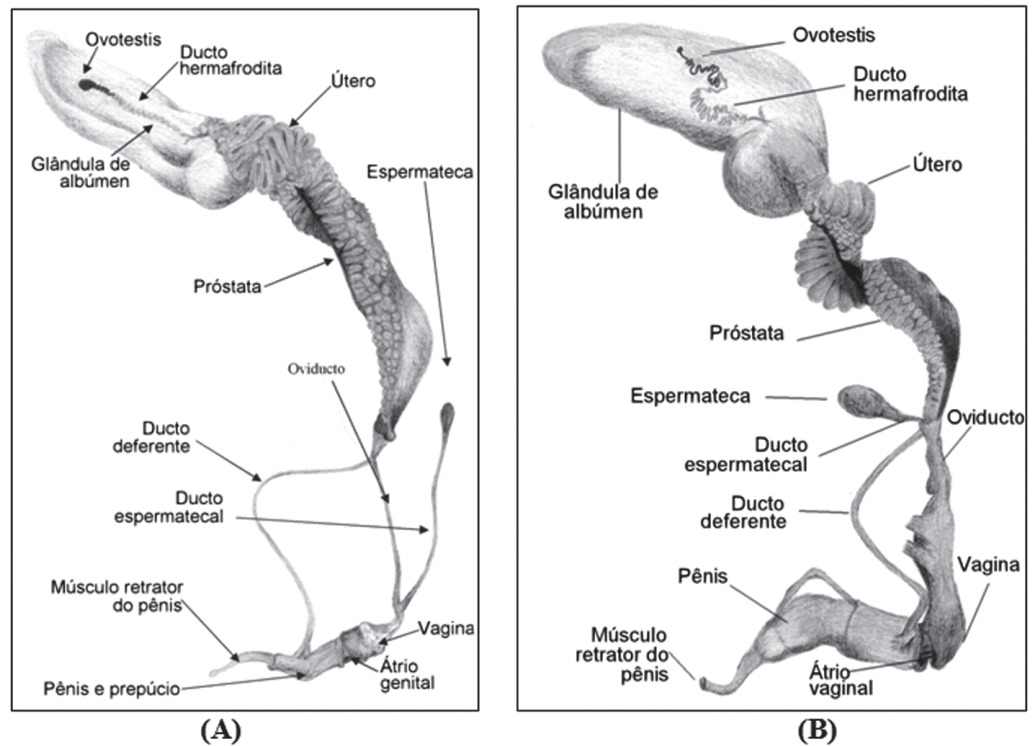 Ovotestis
Ducto
hermafrodita
Útero
Glândula de
albúmen
Espermateca
Próstata
Oviducto
Ducto
deferente
Ducto
espermatecal
Músculo retrator
do pênis
Vagina
Átrio
genital
Pênis e prepúcio
(A)
Ovotestis
Ducto
hermafrodita
Útero
Glândula de
albúmen
Próstata
Espermateca
Oviducto
Ducto
espermatecal
Ducto
deferente
Vagina
Pênis
Músculo
retrator do
pênis
Átrio
vaginal
(B)